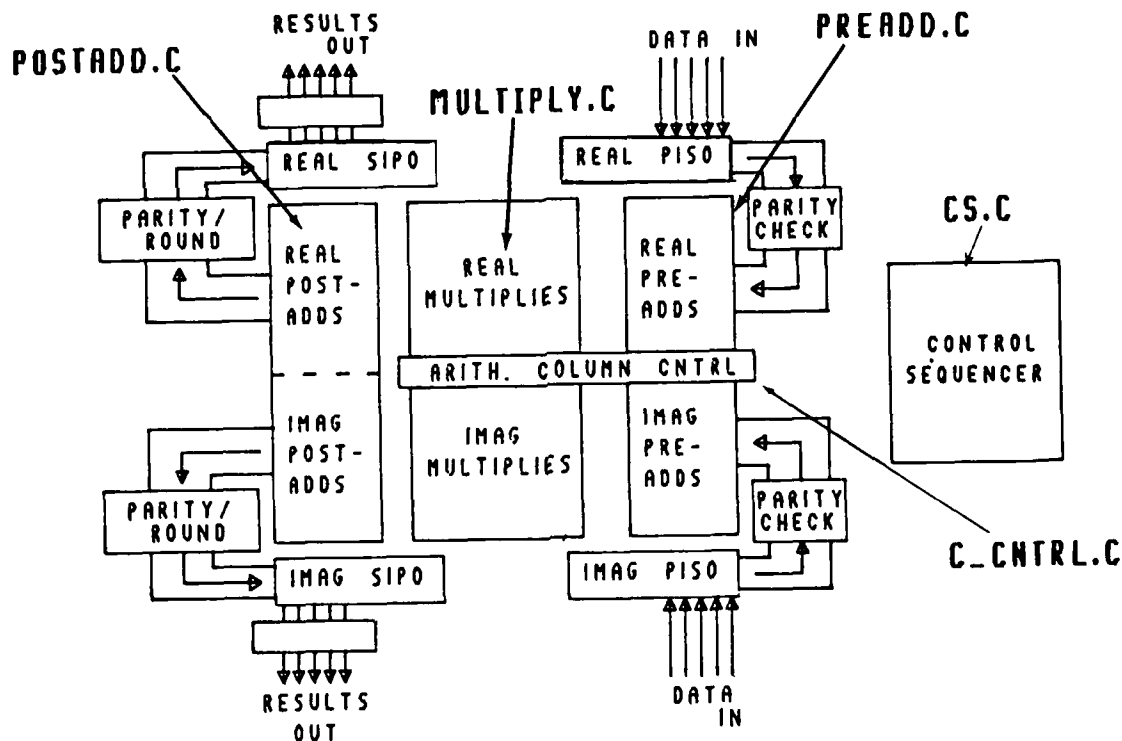 RESULTS
OUT
DATA IN
PREADD.C
POSTADD.C
MULTIPLY.C
REAL SIPO
REAL PISO
PARITY/
ROUND
REAL
POST-
ADDS
REAL
MULTIPLIES
REAL
PRE-
ADDS
PARITY
CHECK
CS.C
CONTROL
SEQUENCER
ARITH. COLUMN CNTRL
IMAG
POST-
ADDS
IMAG
MULTIPLIES
IMAG
PRE-
ADDS
PARITY/
ROUND
PARITY
CHECK
C_CNTRL.C
IMAG SIPO
IMAG PISO
RESULTS
OUT
DATA
IN